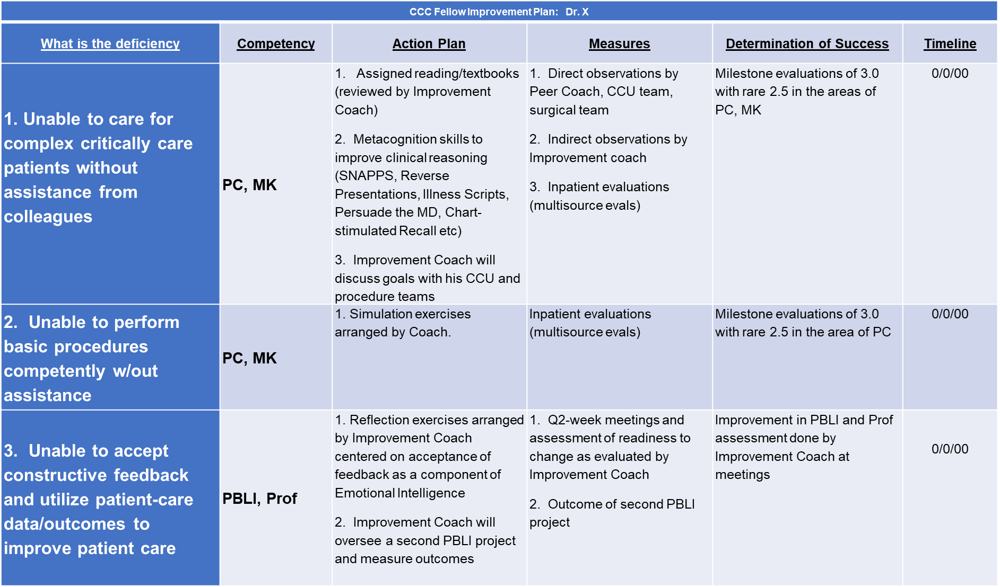 CCC Fellow Improvement Plan: Dr. X
What is the deficiency
Competency
Action Plan
Measures
Determination of Success
Timeline
1. Unable to care for
complex critically care
patients without
assistance from
colleagues
PC, MK
1. Assigned reading/textbooks
(reviewed by Improvement
Coach)
2. Metacognition skills to
improve clinical reasoning
(SNAPPS, Reverse
Presentations, Illness Scripts,
Persuade the MD, Chart-
stimulated Recall etc)
3. Improvement Coach will
discuss goals with his CCU and
procedure teams
1. Direct observations by
Peer Coach, CCU team,
surgical team
2. Indirect observations by
Improvement coach
3. Inpatient evaluations
(multisource evals)
Milestone evaluations of 3.0
with rare 2.5 in the areas of
PC, MK
0/0/00
2. Unable to perform
basic procedures
competently w/out
assistance
PC, MK
1. Simulation exercises
arranged by Coach.
Inpatient evaluations
(multisource evals)
Milestone evaluations of 3.0
with rare 2.5 in the area of PC
0/0/00
3. Unable to accept
constructive feedback
and utilize patient-care
data/outcomes to
improve patient care
PBLI, Prof
1. Reflection exercises arranged
by Improvement Coach
centered on acceptance of
feedback as a component of
Emotional Intelligence
2. Improvement Coach will
oversee a second PBLI project
and measure outcomes
1. Q2-week meetings and
assessment of readiness to
change as evaluated by
Improvement Coach
2. Outcome of second PBLI
project
Improvement in PBLI and Prof
assessment done by
Improvement Coach at
meetings
0/0/00